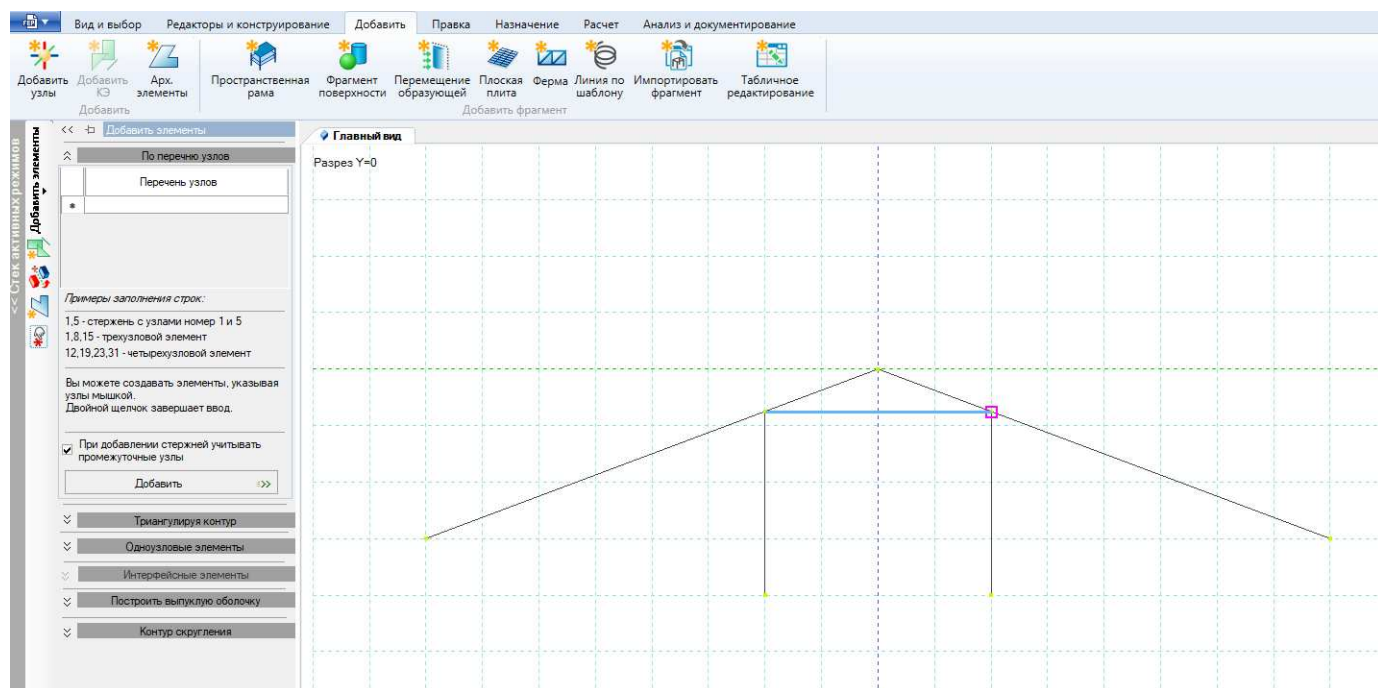 Вид и выбор
Редакторы и конструирование
Добавить
Правка
Назначение
Расчет
Анализ и документирование
Добавить
узлы
Добавить
КЭ
Арх.
элементы
Пространственная
рама
Фрагмент
поверхности
Перемещение
образующей
Плоская
плита
Ферма
Линия по
шаблону
Импортировать
фрагмент
Табличное
редактирование
Добавить
Добавить фрагмент
<< Стек активных режимов
Добавить элементы
<<
Добавить элементы
По перечню узлов
Перечень узлов
*
Примеры заполнения строк:
1,5 - стержень с узлами номер 1 и 5
1,8,15 - трехузловой элемент
12,19,23,31 - четырехузловой элемент
Вы можете создавать элементы, указывая
узлы мышкой.
Двойной щелчок завершает ввод.
При добавлении стержней учитывать
промежуточные узлы
Добавить
Триангулируя контур
Одноузловые элементы
Интерфейсные элементы
Построить выпуклую оболочку
Контур скругления
Главный вид
Разрез Y=0